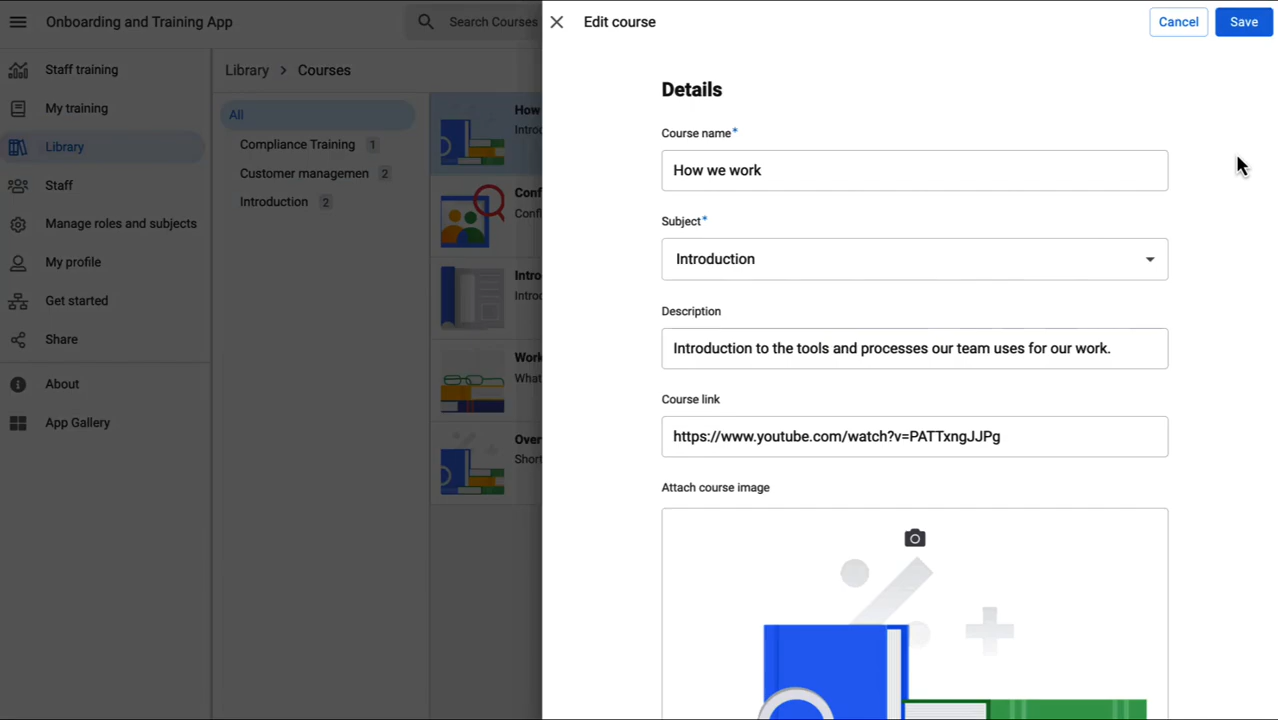 Onboarding and Training App
Search Courses
Edit course
Cancel
Save
Staff training
My training
Library
Staff
Manage roles and subjects
My profile
Get started
Share
About
App Gallery
Library > Courses
All
Compliance Training 1
Customer managemen 2
Introduction 2
How
Introd
Conf
Confl
Intro
Introd
Work
What
Over
Short
Details
Course name*
How we work
Subject*
Introduction
Description
Introduction to the tools and processes our team uses for our work.
Course link
https://www.youtube.com/watch?v=PATTxngJJPg
Attach course image